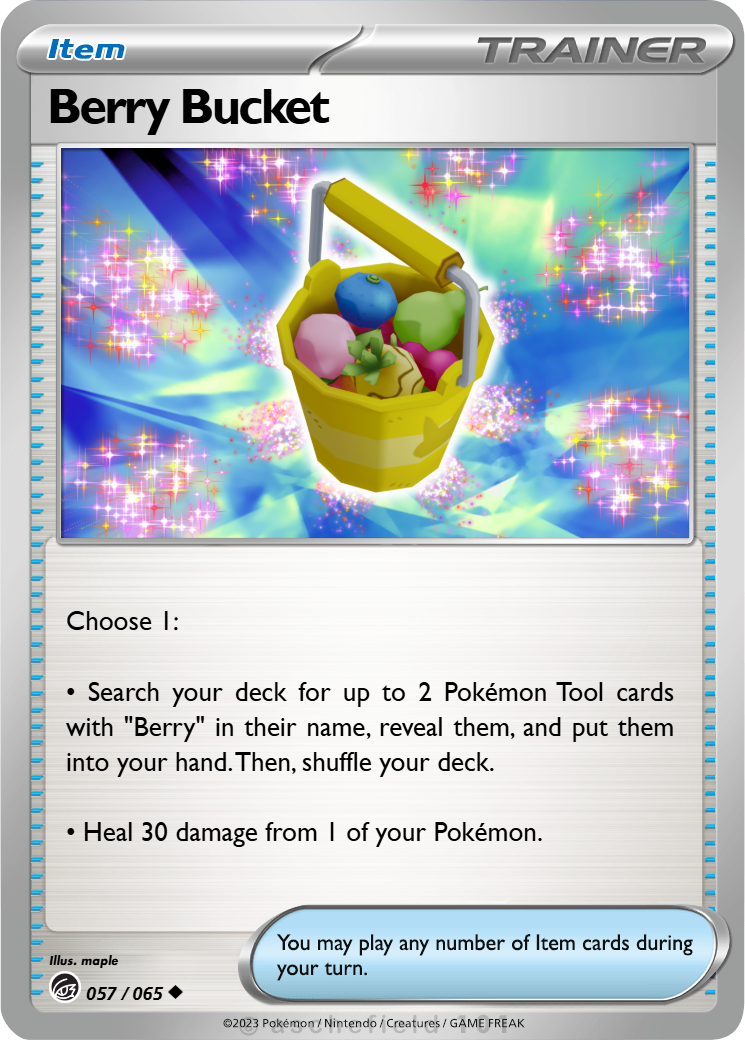 Item
TRAINER
Berry Bucket
Choose 1:
• Search your deck for up to 2 Pokémon Tool cards
with "Berry" in their name, reveal them, and put them
into your hand. Then, shuffle your deck.
• Heal 30 damage from 1 of your Pokémon.
You may play any number of Item cards during
your turn.
Illus. maple
057 / 065 ◆
©2023 Pokémon / Nintendo / Creatures / GAME FREAK